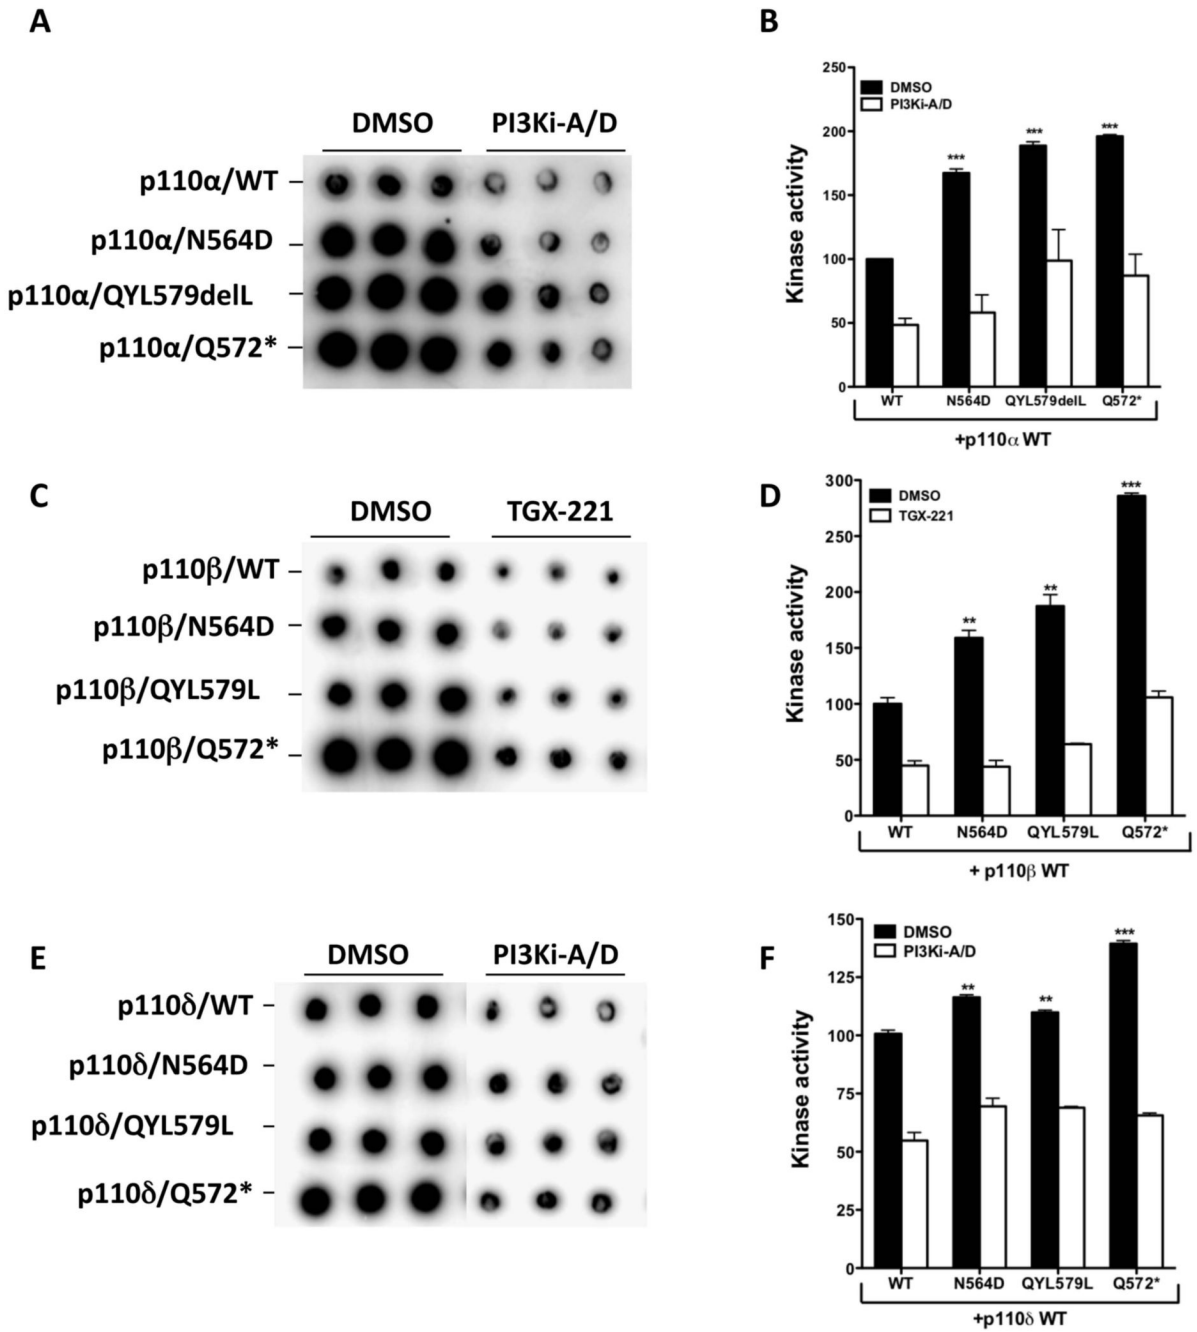 A
DMSO PI3Ki-A/D
p110α/WT
p110α/N564D
p110α/QYL579delL
p110α/Q572*
B
250
200
150
100
50
0
Kinase activity
DMSO
PI3Ki-A/D
*** *** ***
WT N564D QYL579delL Q572*
+p110α WT
C
DMSO TGX-221
p110β/WT
p110β/N564D
p110β/QYL579L
p110β/Q572*
D
300
250
200
150
100
50
0
Kinase activity
DMSO
TGX-221
** ** ***
WT N564D QYL579L Q572*
+ p110β WT
E
DMSO PI3Ki-A/D
p110δ/WT
p110δ/N564D
p110δ/QYL579L
p110δ/Q572*
F
150
125
100
75
50
25
0
Kinase activity
DMSO
PI3Ki-A/D
** ** ***
WT N564D QYL579L Q572*
+p110δ WT